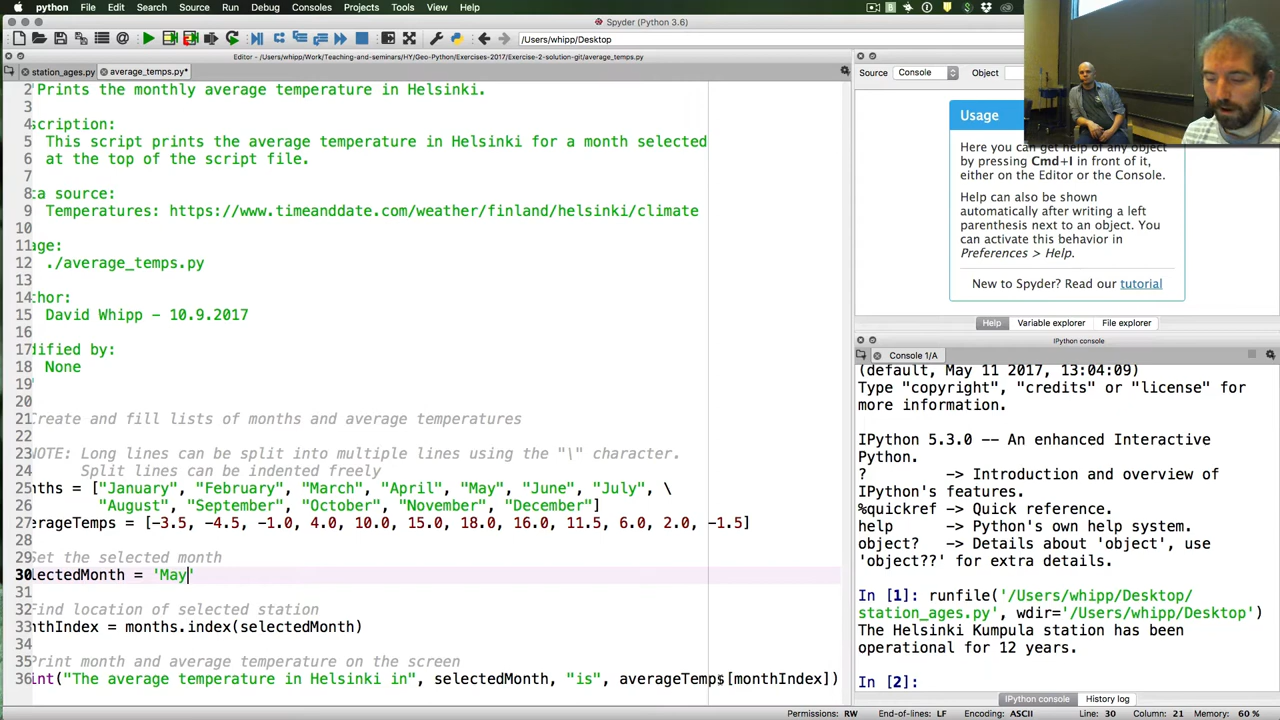 python File Edit Search Source Run Debug Consoles Projects Tools View Help
Spyder (Python 3.6)
/Users/whipp/Desktop
Editor - /Users/whipp/Work/Teaching-and-seminars/HY/Geo-Python/Exercises-2017/Exercise-2-solution-git/average_temps.py
station_ages.py average_temps.py*
2 Prints the monthly average temperature in Helsinki.
3
4 scription:
5 This script prints the average temperature in Helsinki for a month selected
6 at the top of the script file.
7
8 ta source:
9 Temperatures: https://www.timeanddate.com/weather/finland/helsinki/climate
10
11 age:
12 ./average_temps.py
13
14 thor:
15 David Whipp - 10.9.2017
16
17 dified by:
18 None
19 '
20
21 Create and fill lists of months and average temperatures
22
23 NOTE: Long lines can be split into multiple lines using the "\" character.
24 Split lines can be indented freely
25 nths = ["January", "February", "March", "April", "May", "June", "July", \
26 "August", "September", "October", "November", "December"]
27 erageTemps = [-3.5, -4.5, -1.0, 4.0, 10.0, 15.0, 18.0, 16.0, 11.5, 6.0, 2.0, -1.5]
28
29 Set the selected month
30 lectedMonth = 'May'
31
32 Find location of selected station
33 nthIndex = months.index(selectedMonth)
34
35 Print month and average temperature on the screen
36 int("The average temperature in Helsinki in", selectedMonth, "is", averageTemps[monthIndex])
Source Console Object
Usage
Here you can get help of any object
by pressing Cmd+I in front of it,
either on the Editor or the Console.
Help can also be shown
automatically after writing a left
parenthesis next to an object. You
can activate this behavior in
Preferences > Help.
New to Spyder? Read our tutorial
Help Variable explorer File explorer
IPython console
Console 1/A
(default, May 11 2017, 13:04:09)
Type "copyright", "credits" or "license" for
more information.
IPython 5.3.0 -- An enhanced Interactive
Python.
? -> Introduction and overview of
IPython's features.
%quickref -> Quick reference.
help -> Python's own help system.
object? -> Details about 'object', use
'object??' for extra details.
In [1]: runfile('/Users/whipp/Desktop/
station_ages.py', wdir='/Users/whipp/Desktop')
The Helsinki Kumpula station has been
operational for 12 years.
In [2]:
IPython console History log
Permissions: RW End-of-lines: LF Encoding: ASCII Line: 30 Column: 21 Memory: 60 %